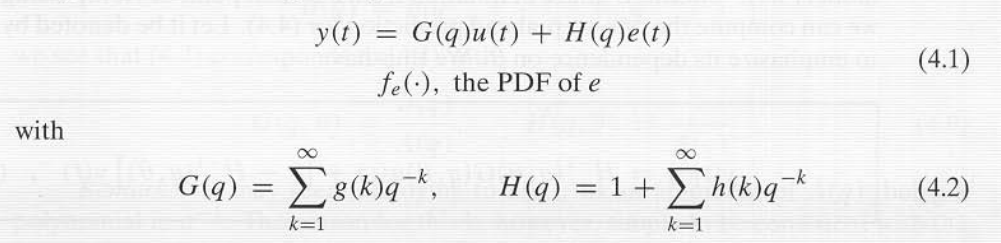 y(t) = G(q)u(t) + H(q)e(t)
f_e(·), the PDF of e
(4.1)
with
G(q) = ∑_{k=1}^{∞} g(k)q^{-k}, H(q) = 1 + ∑_{k=1}^{∞} h(k)q^{-k} (4.2)